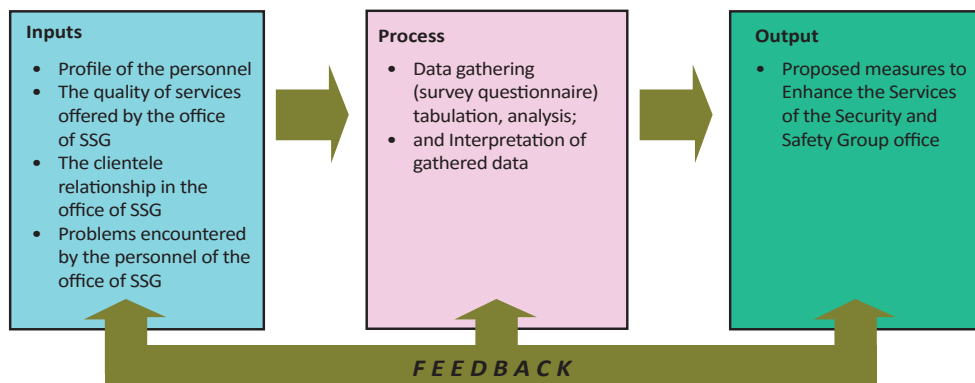 Inputs
• Profile of the personnel
• The quality of services
offered by the office
of SSG
• The clientele
relationship in the
office of SSG
• Problems encountered
by the personnel of the
office of SSG
Process
• Data gathering
(survey questionnaire)
tabulation, analysis;
• and Interpretation of
gathered data
Output
• Proposed measures to
Enhance the Services
of the Security and
Safety Group office
FEEDBACK